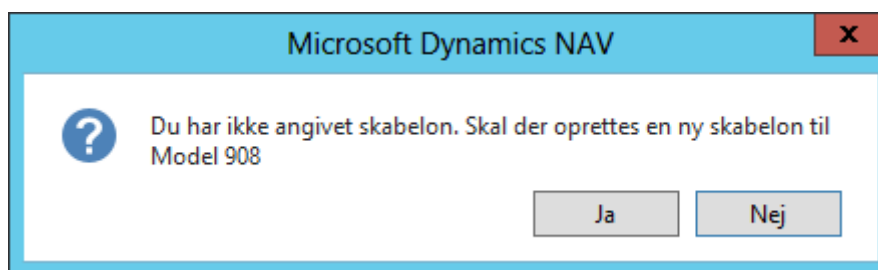 Microsoft Dynamics NAV
x
?
Du har ikke angivet skabelon. Skal der oprettes en ny skabelon til
Model 908
Ja
Nej